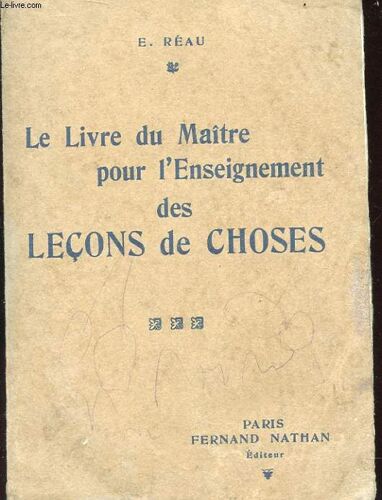 Le-livre.com
E. RÉAU
Le Livre du Maître
pour l'Enseignement
des
LEÇONS de CHOSES
PARIS
FERNAND NATHAN
Éditeur